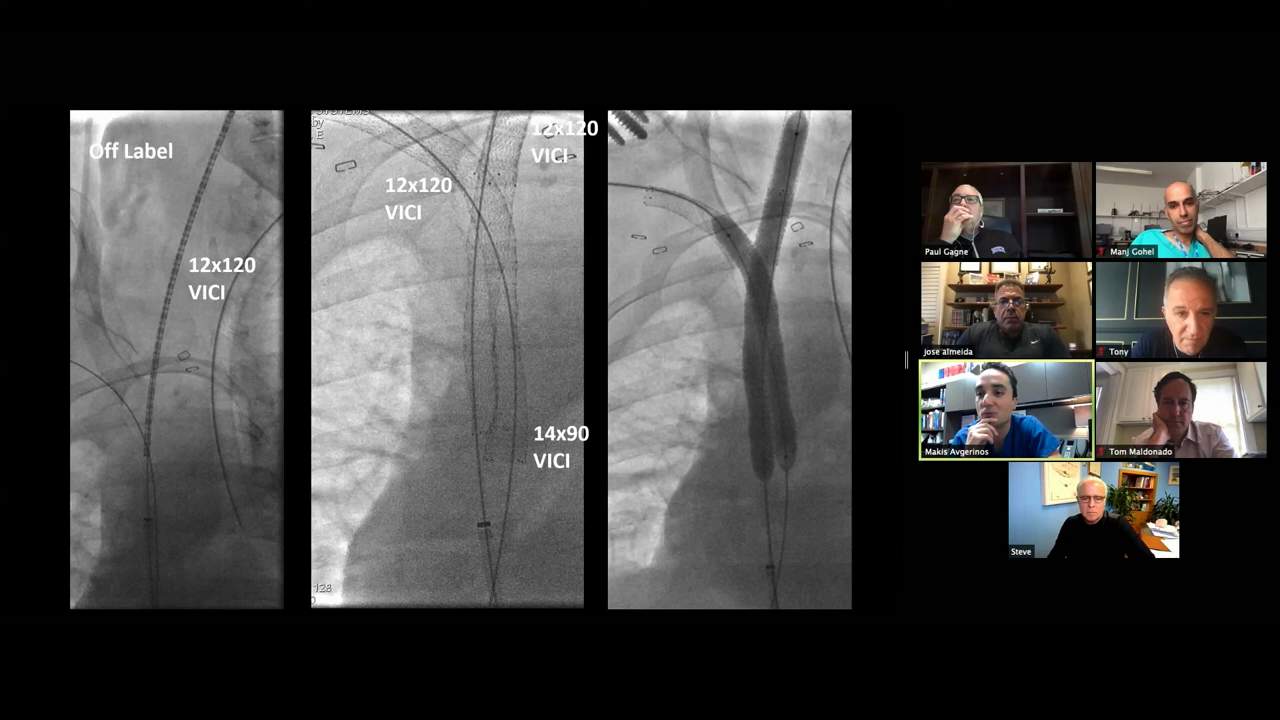 Off Label
12x120
VICI
12x120
VICI
12x120
VICI
14x90
VICI
E
128
Paul Gagne
Manj Gohel
jose almeida
Tony
Makis Avgerinos
Tom Maldonado
Steve